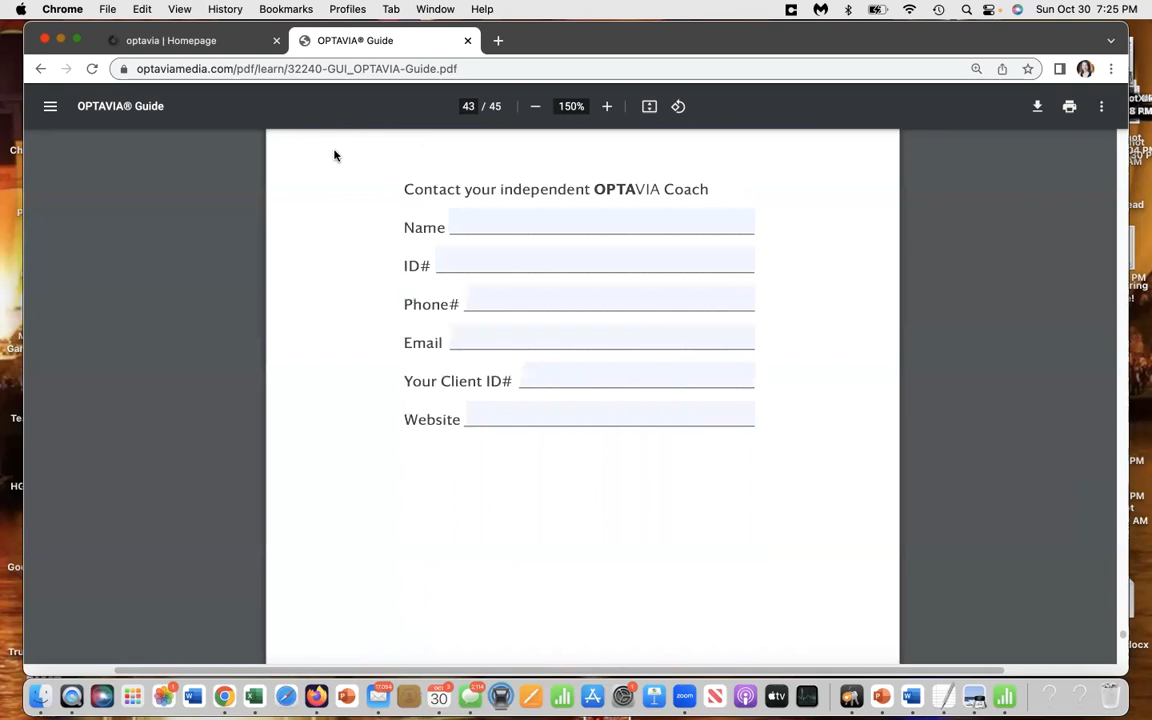 Chrome File Edit View History Bookmarks Profiles Tab Window Help Sun Oct 30 7:25 PM
optavia | Homepage OPTAVIA® Guide
optaviamedia.com/pdf/learn/32240-GUI_OPTAVIA-Guide.pdf
OPTAVIA® Guide 43 / 45 150%
Contact your independent OPTAVIA Coach
Name
ID#
Phone#
Email
Your Client ID#
Website